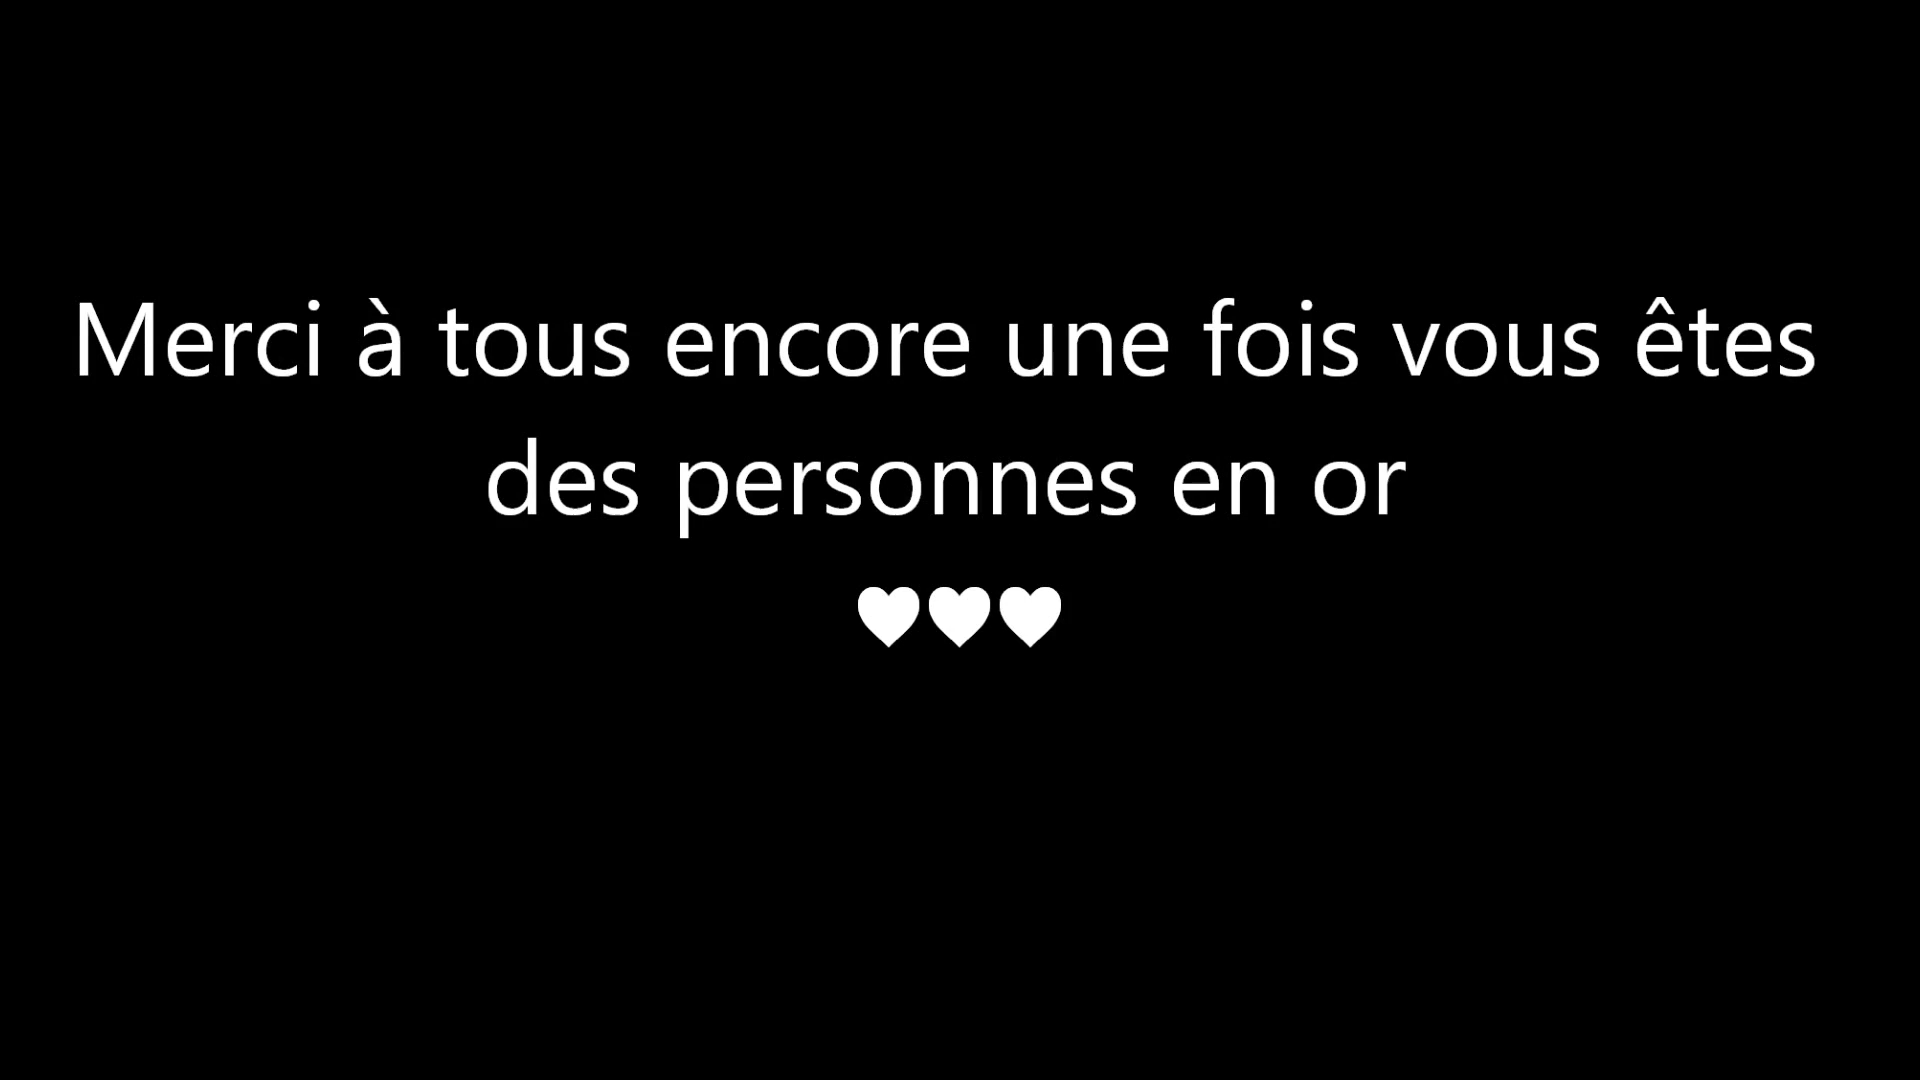 Merci à tous encore une fois vous êtes
des personnes en or
♥♥♥